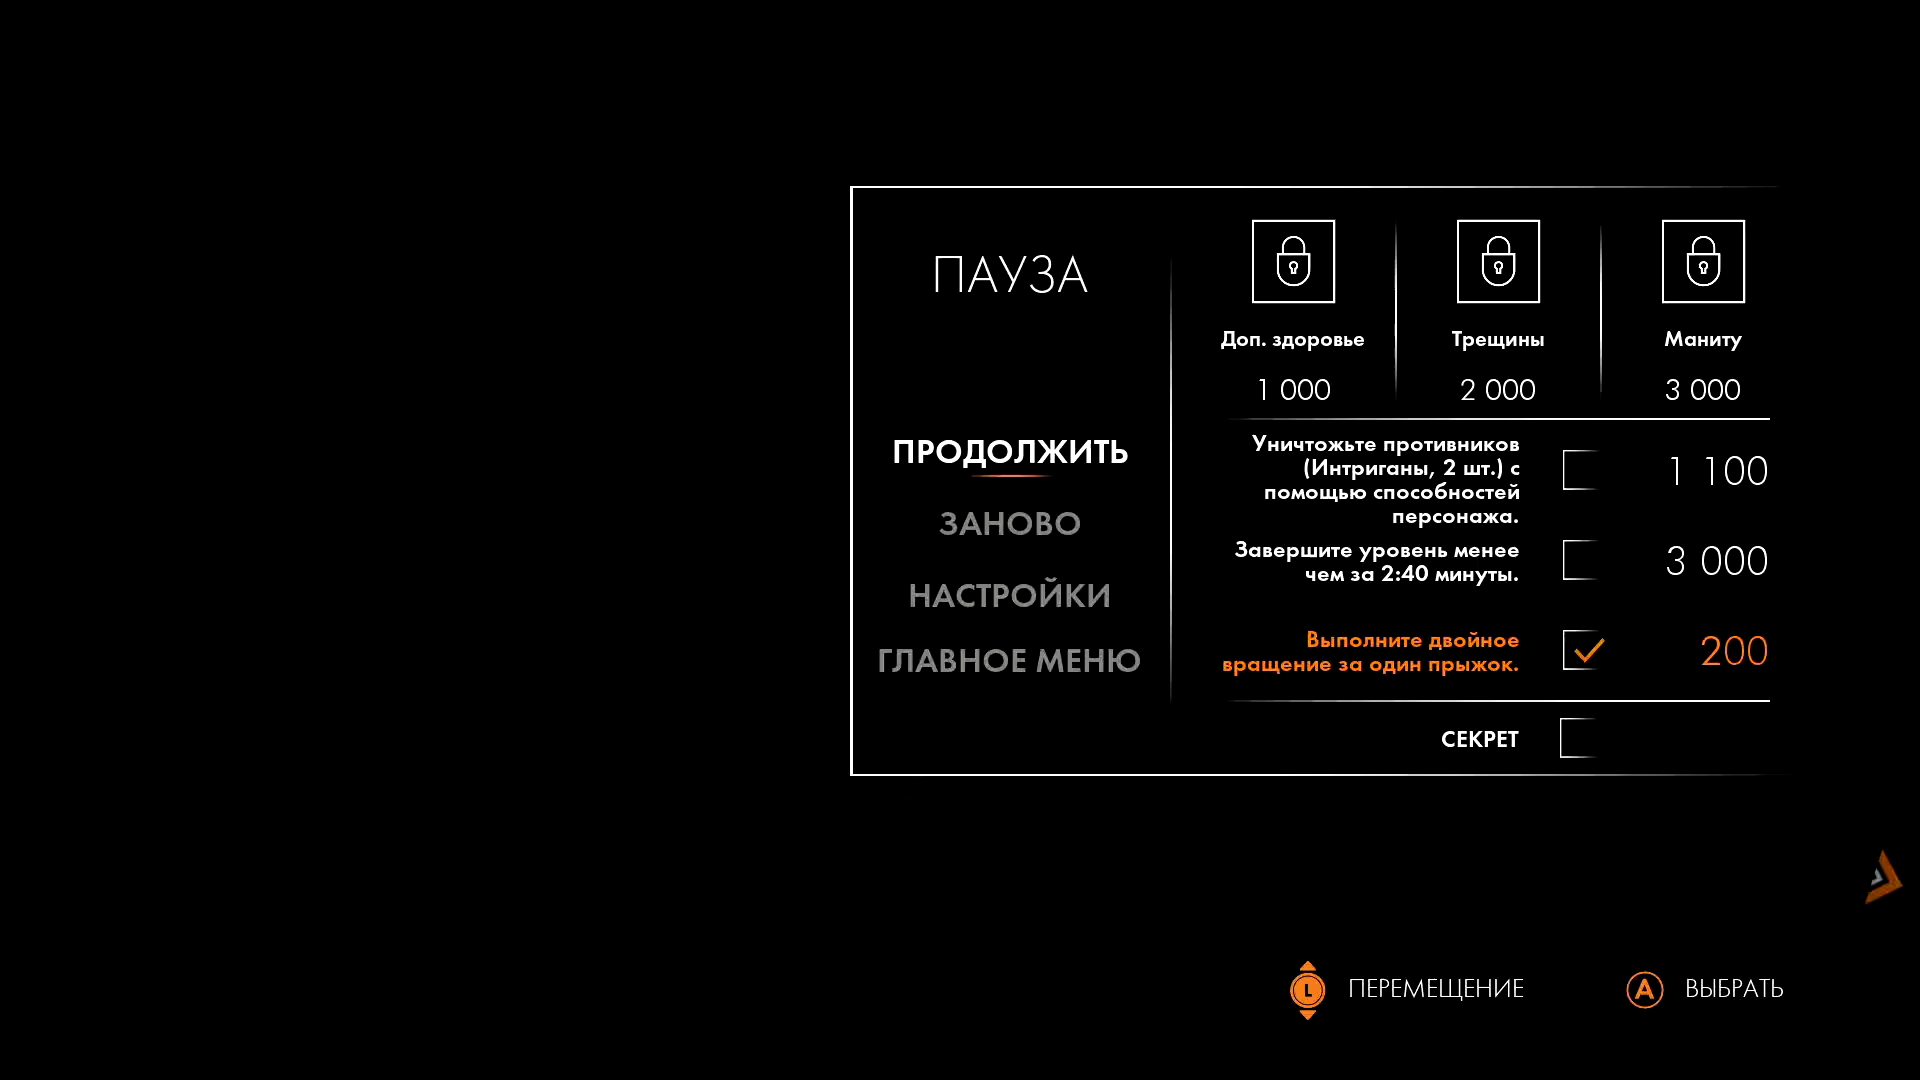 ПАУЗА
ПРОДОЛЖИТЬ
ЗАНОВО
НАСТРОЙКИ
ГЛАВНОЕ МЕНЮ
Доп. здоровье
1 000
Трещины
2 000
Маниту
3 000
Уничтожьте противников
(Интриганы, 2 шт.) с
помощью способностей
персонажа.
1 100
Завершите уровень менее
чем за 2:40 минуты.
3 000
Выполните двойное
вращение за один прыжок.
200
СЕКРЕТ
L ПЕРЕМЕЩЕНИЕ
A ВЫБРАТЬ